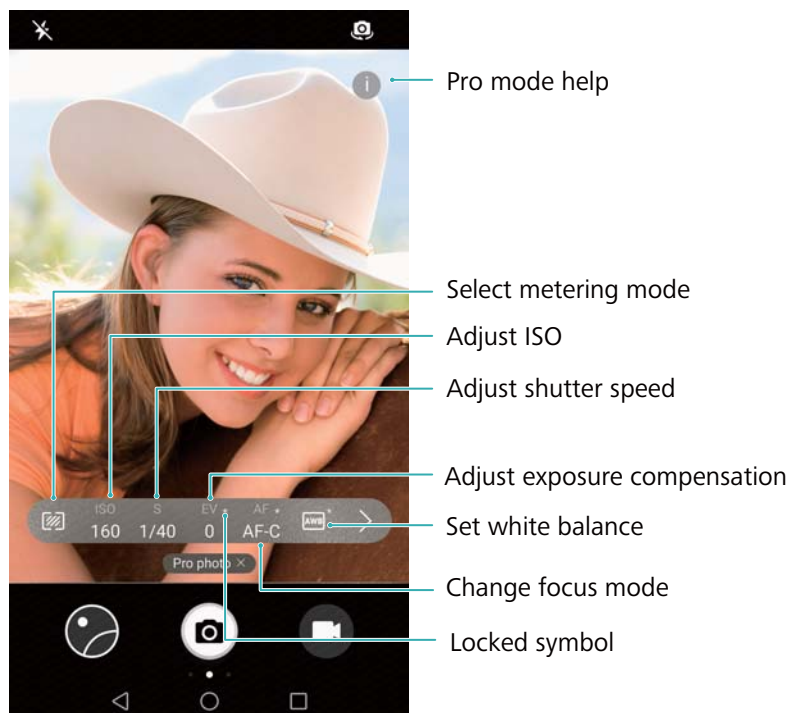 i
Pro mode help
Select metering mode
Adjust ISO
Adjust shutter speed
Adjust exposure compensation
Set white balance
Change focus mode
Locked symbol
ISO S EV AF
160 1/40 0 AF-C AWB
Pro photo ×